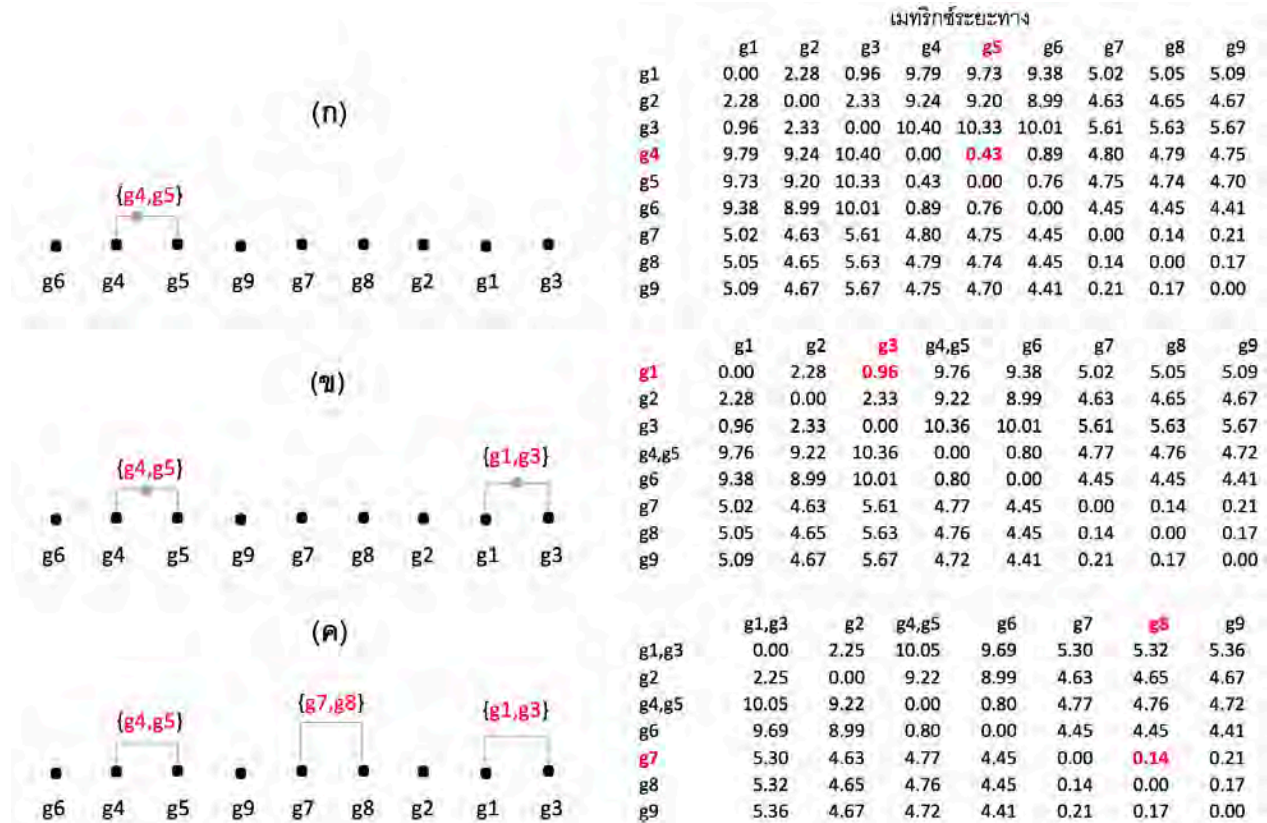 เมทริกซ์ระยะทาง
g1 g2 g3 g4 g5 g6 g7 g8 g9
g1 0.00 2.28 0.96 9.79 9.73 9.38 5.02 5.05 5.09
(ก)
g2 2.28 0.00 2.33 9.24 9.20 8.99 4.63 4.65 4.67
g3 0.96 2.33 0.00 10.40 10.33 10.01 5.61 5.63 5.67
g4 9.79 9.24 10.40 0.00 0.43 0.89 4.80 4.79 4.75
{g4,g5}
g5 9.73 9.20 10.33 0.43 0.00 0.76 4.75 4.74 4.70
g6 9.38 8.99 10.01 0.89 0.76 0.00 4.45 4.45 4.41
g7 5.02 4.63 5.61 4.80 4.75 4.45 0.00 0.14 0.21
g8 5.05 4.65 5.63 4.79 4.74 4.45 0.14 0.00 0.17
g9 5.09 4.67 5.67 4.75 4.70 4.41 0.21 0.17 0.00
g6 g4 g5 g9 g7 g8 g2 g1 g3
g1 g2 g3 g4,g5 g6 g7 g8 g9
(ข)
g1 0.00 2.28 0.96 9.76 9.38 5.02 5.05 5.09
g2 2.28 0.00 2.33 9.22 8.99 4.63 4.65 4.67
g3 0.96 2.33 0.00 10.36 10.01 5.61 5.63 5.67
{g4,g5} {g1,g3}
g4,g5 9.76 9.22 10.36 0.00 0.80 4.77 4.76 4.72
g6 9.38 8.99 10.01 0.80 0.00 4.45 4.45 4.41
g7 5.02 4.63 5.61 4.77 4.45 0.00 0.14 0.21
g8 5.05 4.65 5.63 4.76 4.45 0.14 0.00 0.17
g9 5.09 4.67 5.67 4.72 4.41 0.21 0.17 0.00
g6 g4 g5 g9 g7 g8 g2 g1 g3
(ค)
g1,g3 g2 g4,g5 g6 g7 g8 g9
g1,g3 0.00 2.25 10.05 9.69 5.30 5.32 5.36
g2 2.25 0.00 9.22 8.99 4.63 4.65 4.67
{g4,g5} {g7,g8} {g1,g3}
g4,g5 10.05 9.22 0.00 0.80 4.77 4.76 4.72
g6 9.69 8.99 0.80 0.00 4.45 4.45 4.41
g7 5.30 4.63 4.77 4.45 0.00 0.14 0.21
g8 5.32 4.65 4.76 4.45 0.14 0.00 0.17
g9 5.36 4.67 4.72 4.41 0.21 0.17 0.00
g6 g4 g5 g9 g7 g8 g2 g1 g3